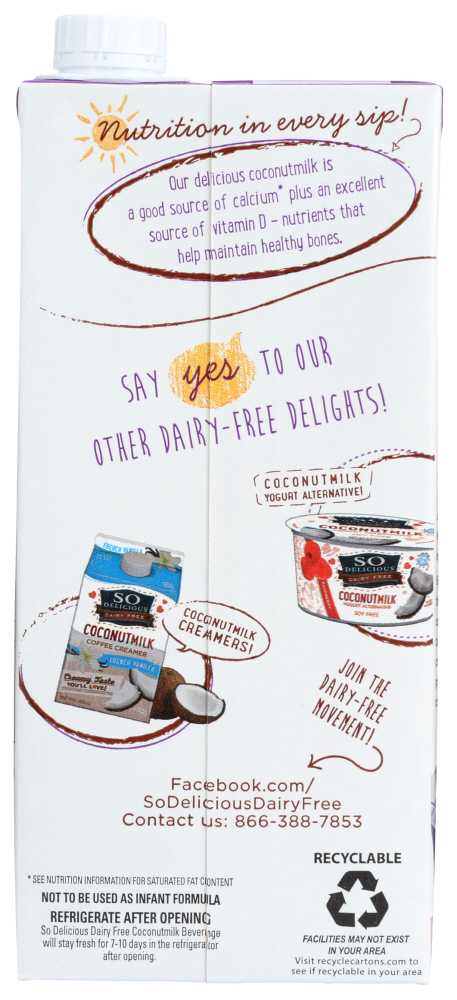 Nutrition in every sip!
Our delicious coconutmilk is
a good source of calcium* plus an excellent
source of vitamin D – nutrients that
help maintain healthy bones.
SAY yes TO OUR
OTHER DAIRY-FREE DELIGHTS!
COCONUTMILK
YOGURT ALTERNATIVE!
COCONUTMILK
SO
DELICIOUS
DAIRY FREE
COCONUTMILK
YOGURT ALTERNATIVE
SOY FREE
RASPBERRY
FRENCH VANILLA
SO
DELICIOUS
DAIRY FREE
COCONUTMILK
COFFEE CREAMER
FRENCH VANILLA
Creamy Taste
YOU'LL LOVE!
COCONUTMILK
CREAMERS!
JOIN THE
DAIRY-FREE
MOVEMENT!
Facebook.com/
SoDeliciousDairyFree
Contact us: 866-388-7853
* SEE NUTRITION INFORMATION FOR SATURATED FAT CONTENT
NOT TO BE USED AS INFANT FORMULA
REFRIGERATE AFTER OPENING
So Delicious Dairy Free Coconutmilk Beverage
will stay fresh for 7-10 days in the refrigerator
after opening.
RECYCLABLE
FACILITIES MAY NOT EXIST
IN YOUR AREA
Visit recyclecartons.com to
see if recyclable in your area